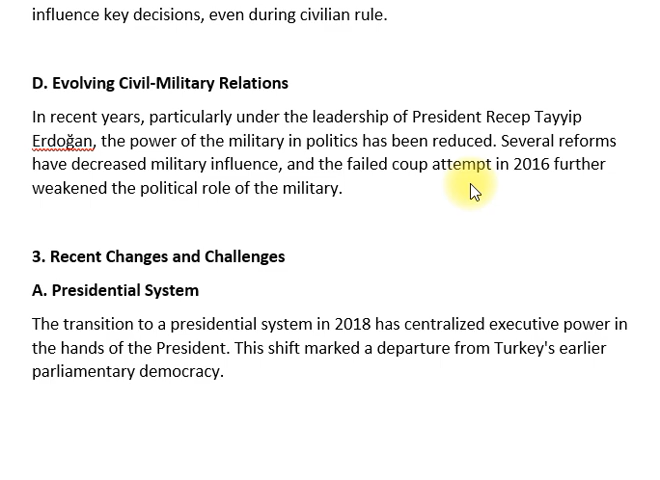 influence key decisions, even during civilian rule.
D. Evolving Civil-Military Relations
In recent years, particularly under the leadership of President Recep Tayyip
Erdoğan, the power of the military in politics has been reduced. Several reforms
have decreased military influence, and the failed coup attempt in 2016 further
weakened the political role of the military.
3. Recent Changes and Challenges
A. Presidential System
The transition to a presidential system in 2018 has centralized executive power in
the hands of the President. This shift marked a departure from Turkey's earlier
parliamentary democracy.